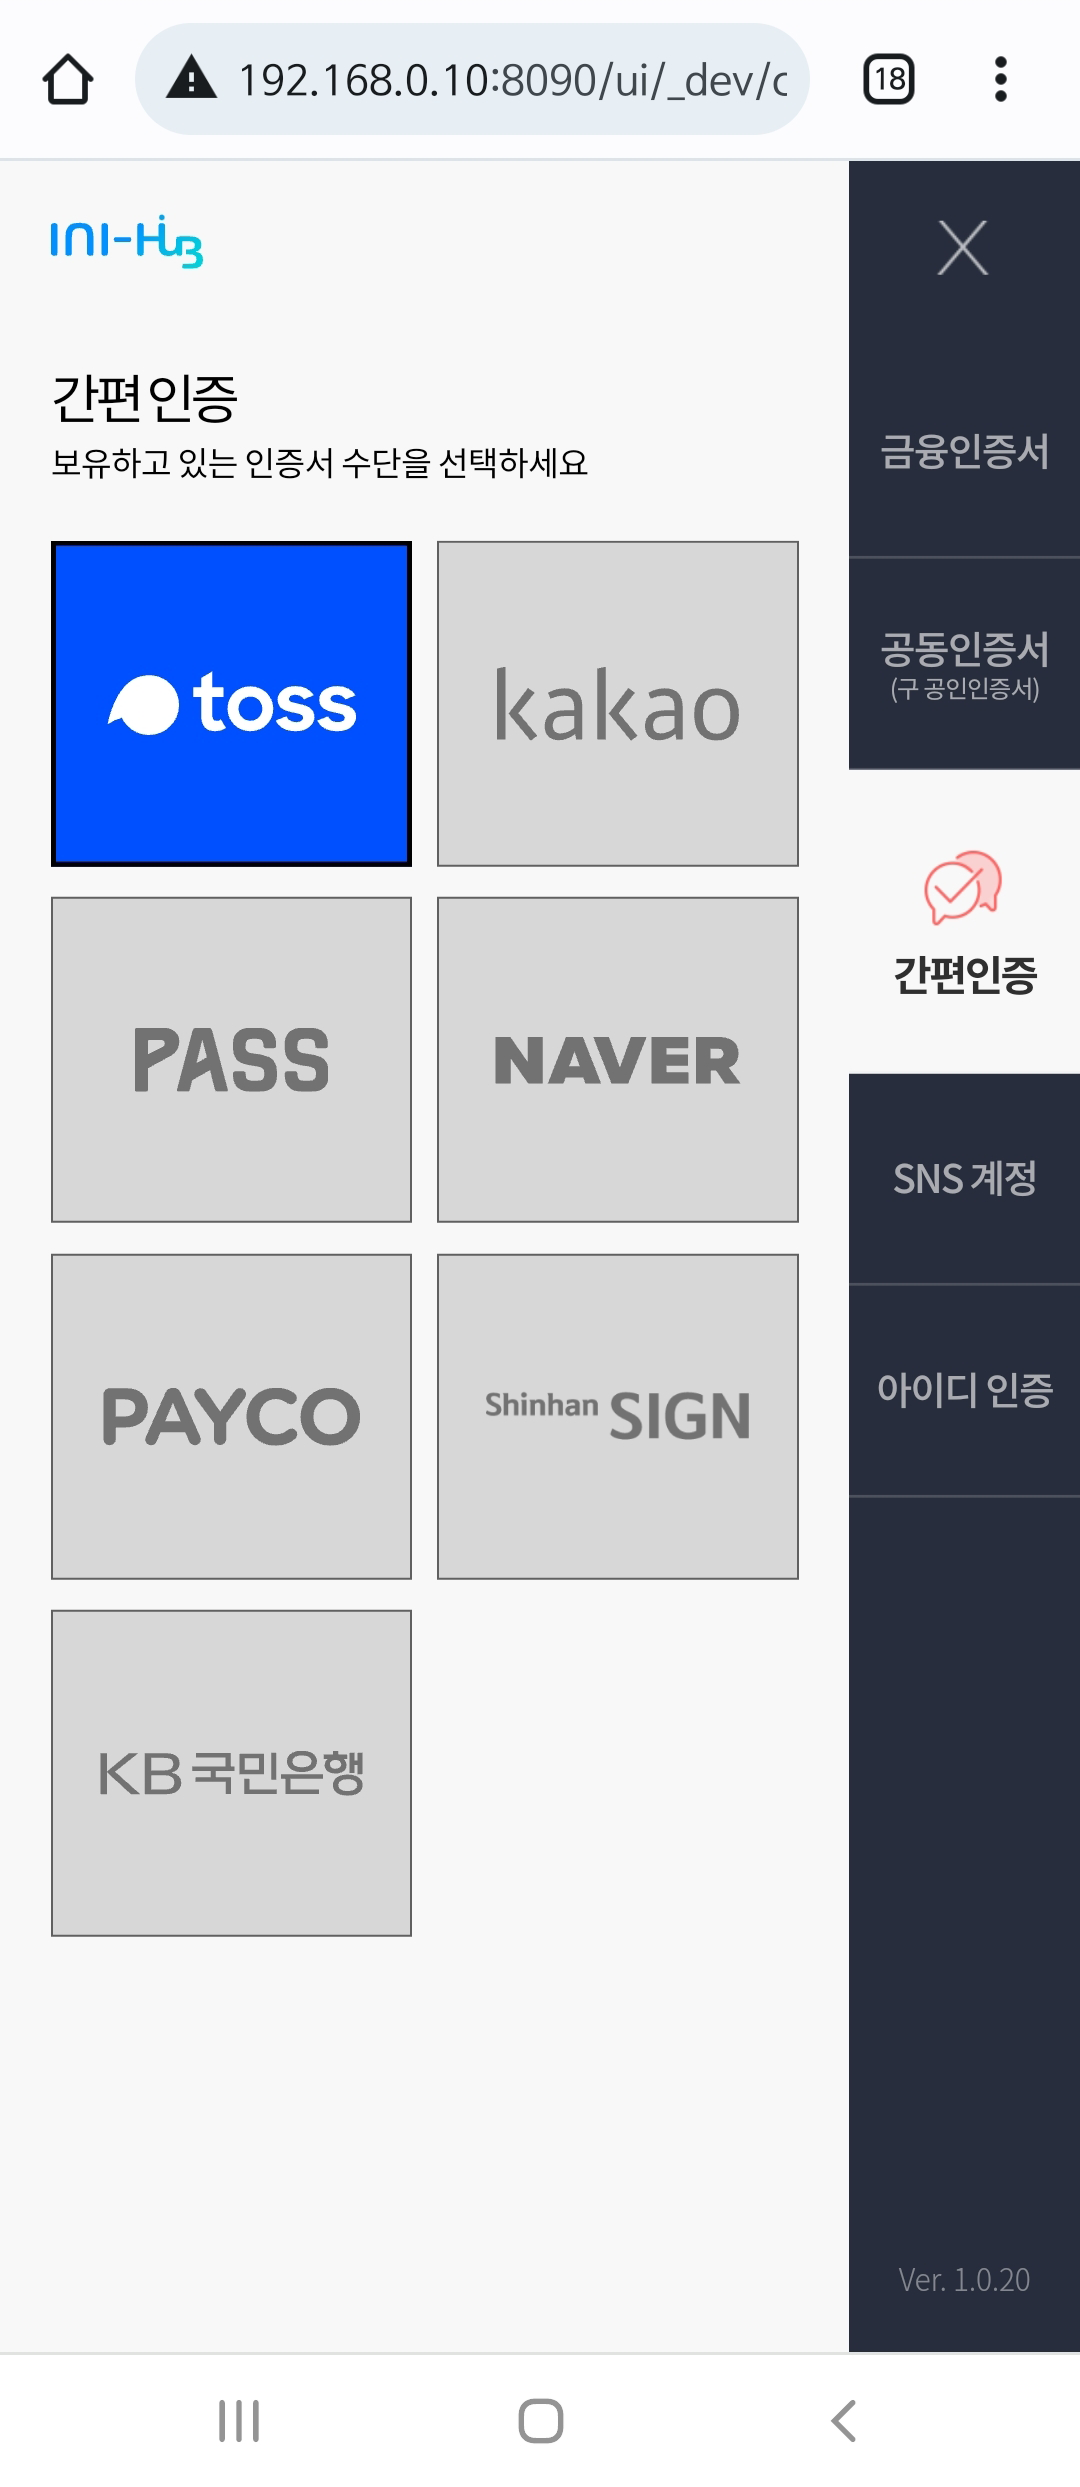 192.168.0.10:8090/ui/_dev/c
18
INI-HUB
간편인증
보유하고 있는 인증서 수단을 선택하세요
toss
kakao
PASS
NAVER
PAYCO
Shinhan SIGN
KB 국민은행
금융인증서
공동인증서
(구 공인인증서)
간편인증
SNS 계정
아이디 인증
Ver. 1.0.20